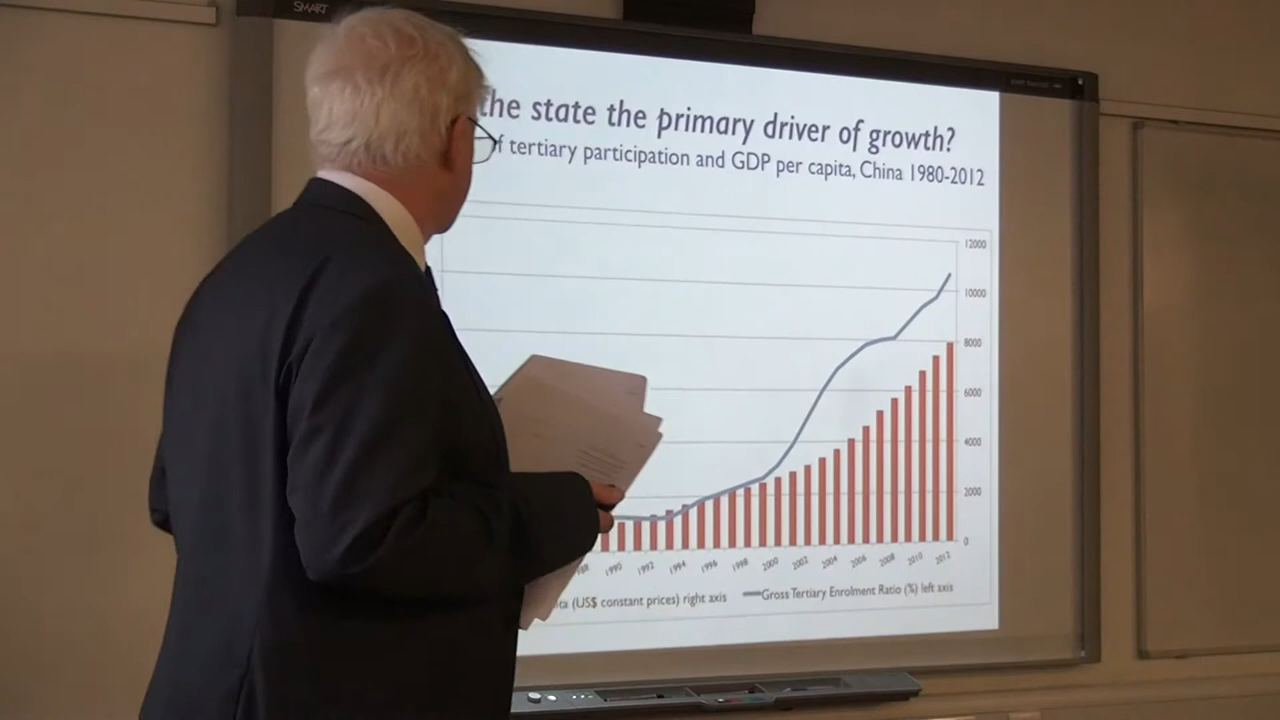 SMART
the state the primary driver of growth?
of tertiary participation and GDP per capita, China 1980-2012
12000
10000
8000
6000
4000
2000
0
1990 1992 1994 1996 1998 2000 2002 2004 2006 2008 2010 2012
(US$ constant prices) right axis
Gross Tertiary Enrolment Ratio (%) left axis